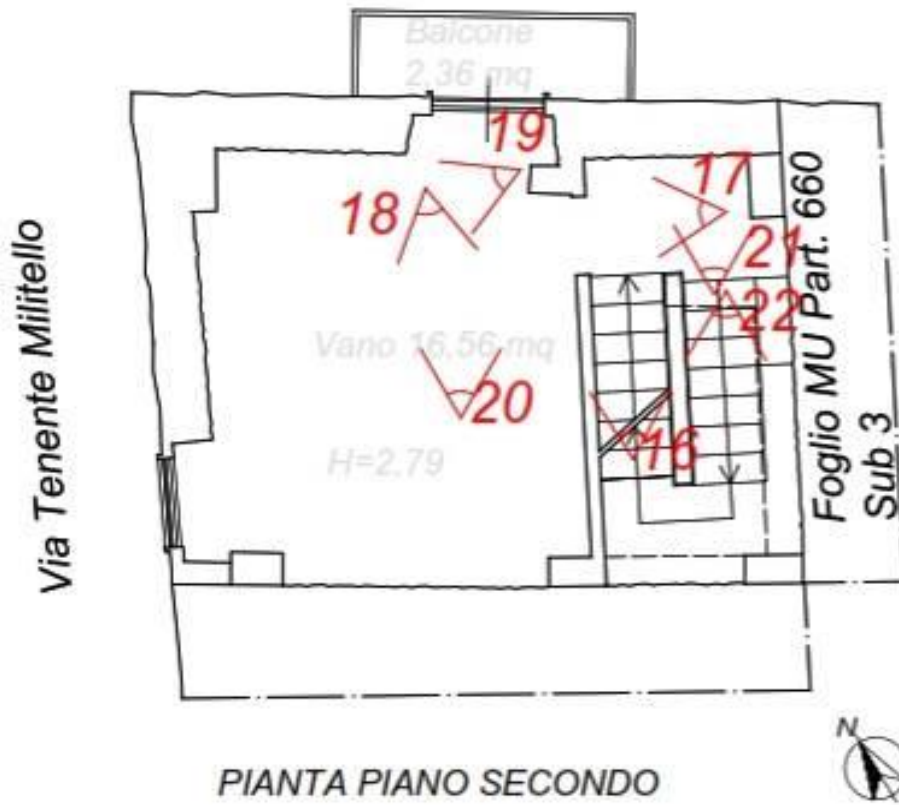 Balcone
2,36 mq
19
17
18
21
22
Vano 16,56 mq
20
16
H=2,79
Via Tenente Militello
Foglio MU Part. 660
Sub 3
N
PIANTA PIANO SECONDO